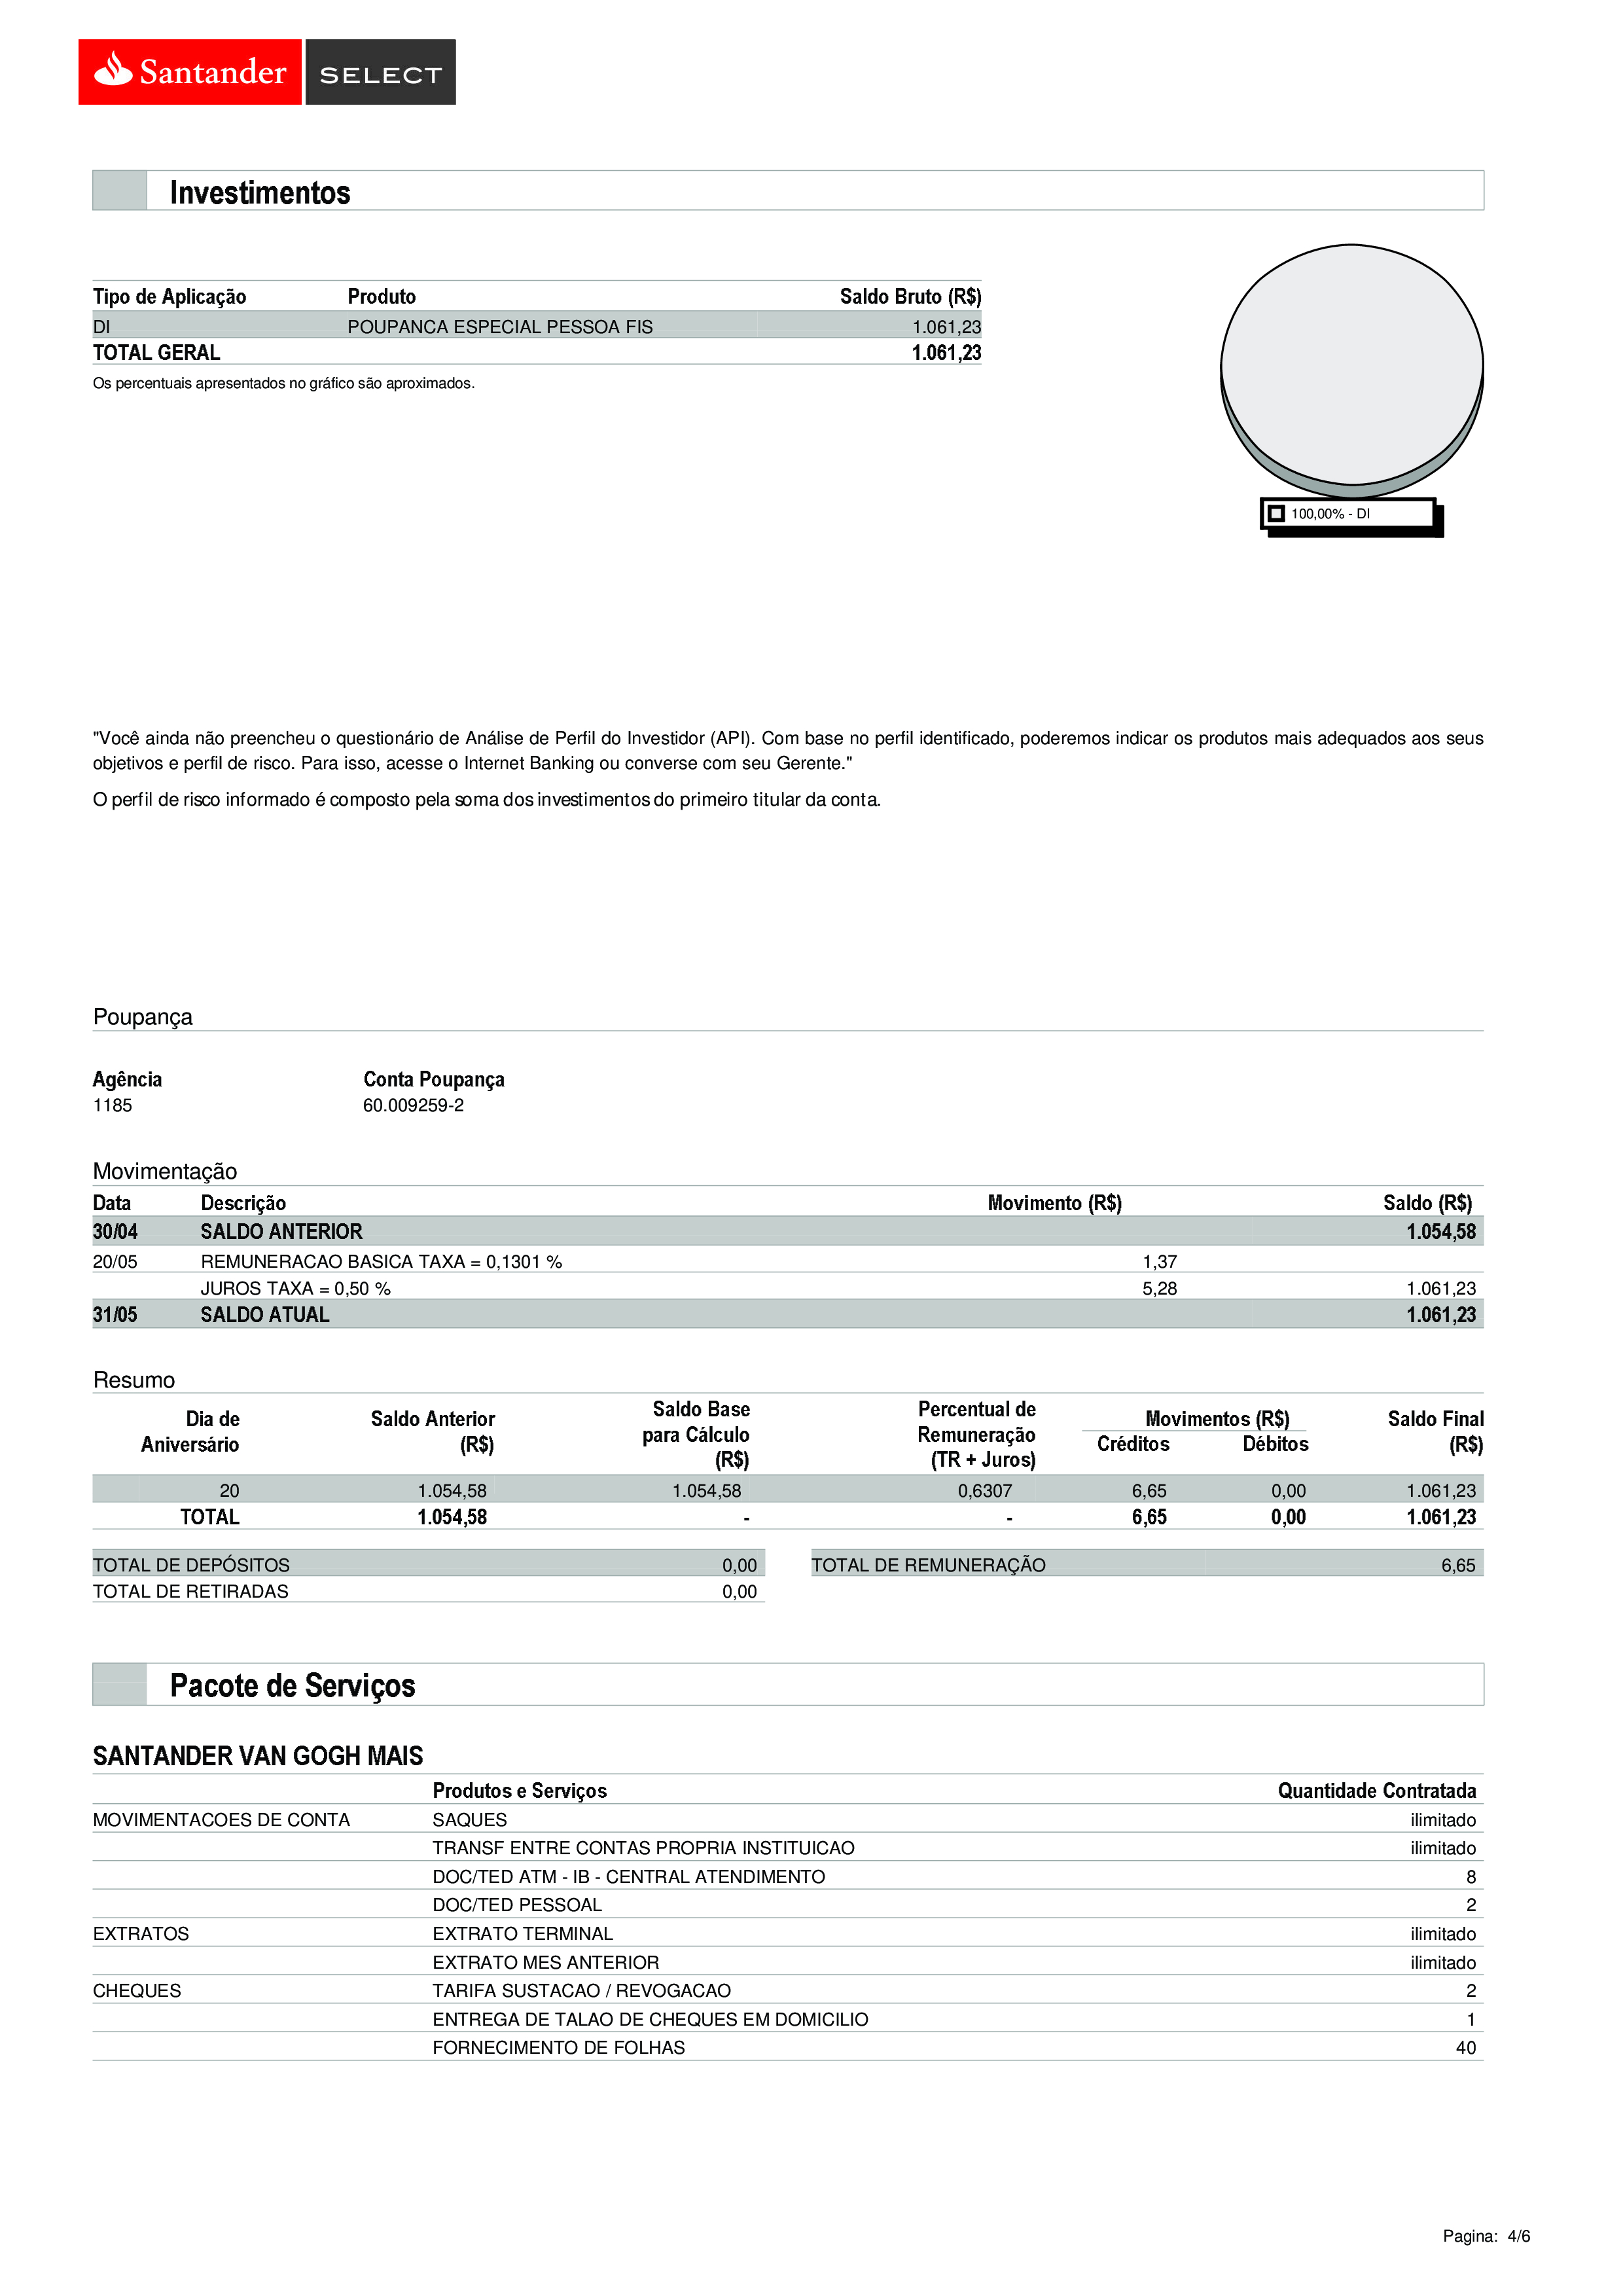 Santander SELECT
Investimentos
Tipo de Aplicação Produto Saldo Bruto (R$)
DI POUPANCA ESPECIAL PESSOA FIS 1.061,23
TOTAL GERAL 1.061,23
Os percentuais apresentados no gráfico são aproximados.
100,00% - DI
"Você ainda não preencheu o questionário de Análise de Perfil do Investidor (API). Com base no perfil identificado, poderemos indicar os produtos mais adequados aos seus
objetivos e perfil de risco. Para isso, acesse o Internet Banking ou converse com seu Gerente."
O perfil de risco informado é composto pela soma dos investimentos do primeiro titular da conta.
Poupança
Agência Conta Poupança
1185 60.009259-2
Movimentação
Data Descrição Movimento (R$) Saldo (R$)
30/04 SALDO ANTERIOR 1.054,58
20/05 REMUNERACAO BASICA TAXA = 0,1301 % 1,37
JUROS TAXA = 0,50 % 5,28 1.061,23
31/05 SALDO ATUAL 1.061,23
Resumo
Dia de Aniversário Saldo Anterior (R$) Saldo Base para Cálculo (R$) Percentual de Remuneração (TR + Juros) Movimentos (R$) Créditos Débitos Saldo Final (R$)
20 1.054,58 1.054,58 0,6307 6,65 0,00 1.061,23
TOTAL 1.054,58 - - 6,65 0,00 1.061,23
TOTAL DE DEPÓSITOS 0,00 TOTAL DE REMUNERAÇÃO 6,65
TOTAL DE RETIRADAS 0,00
Pacote de Serviços
SANTANDER VAN GOGH MAIS
Produtos e Serviços Quantidade Contratada
MOVIMENTACOES DE CONTA SAQUES ilimitado
TRANSF ENTRE CONTAS PROPRIA INSTITUICAO ilimitado
DOC/TED ATM - IB - CENTRAL ATENDIMENTO 8
DOC/TED PESSOAL 2
EXTRATOS EXTRATO TERMINAL ilimitado
EXTRATO MES ANTERIOR ilimitado
CHEQUES TARIFA SUSTACAO / REVOGACAO 2
ENTREGA DE TALAO DE CHEQUES EM DOMICILIO 1
FORNECIMENTO DE FOLHAS 40
Pagina: 4/6